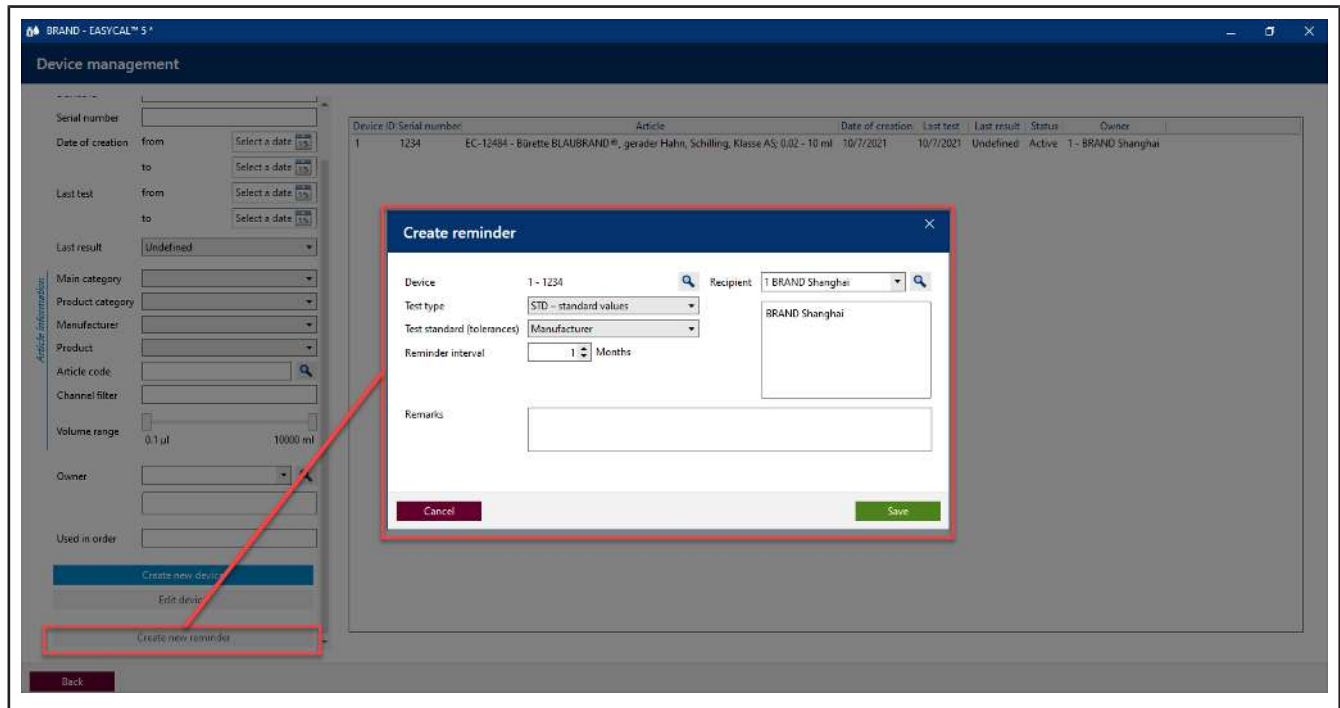 BRAND - EASYCAL™ 5 *
Device management
Serial number
Date of creation from Select a date 15
to Select a date 15
Last test from Select a date 15
to Select a date 15
Last result Undefined
Article information
Main category
Product category
Manufacturer
Product
Article code
Channel filter
Volume range
0.1 µl 10000 ml
Owner
Used in order
Create new device
Edit device
Create new reminder
Back
Device ID Serial number Article Date of creation Last test Last result Status Owner
1 1234 EC-12484 - Bürette BLAUBRAND®, gerader Hahn, Schilling, Klasse AS; 0.02 - 10 ml 10/7/2021 10/7/2021 Undefined Active 1 - BRAND Shanghai
Create reminder
Device 1 - 1234 Recipient 1 BRAND Shanghai
Test type STD – standard values
BRAND Shanghai
Test standard (tolerances) Manufacturer
Reminder interval 1 Months
Remarks
Cancel Save